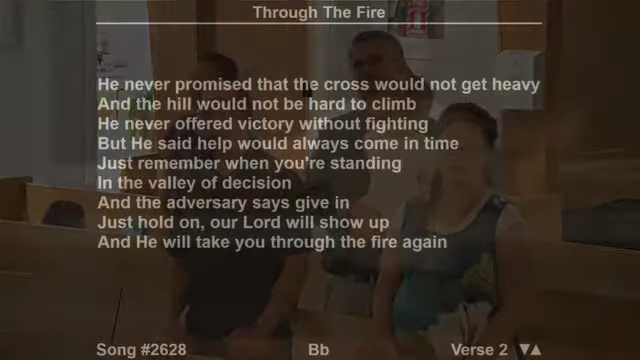 Through The Fire
He never promised that the cross would not get heavy
And the hill would not be hard to climb
He never offered victory without fighting
But He said help would always come in time
Just remember when you're standing
In the valley of decision
And the adversary says give in
Just hold on, our Lord will show up
And He will take you through the fire again
Song #2628 Bb Verse 2 ▼▲